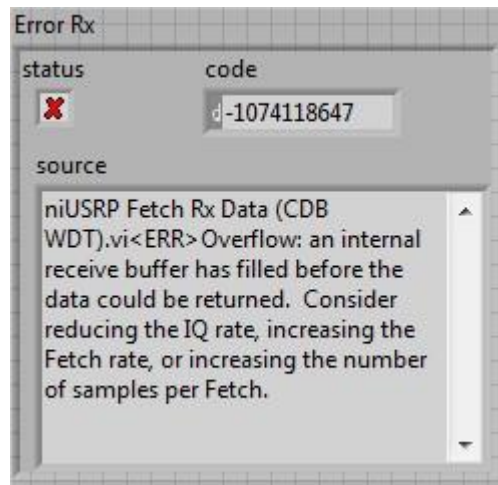 Error Rx
status code
d -1074118647
source
niUSRP Fetch Rx Data (CDB
WDT).vi<ERR>Overflow: an internal
receive buffer has filled before the
data could be returned.  Consider
reducing the IQ rate, increasing the
Fetch rate, or increasing the number
of samples per Fetch.